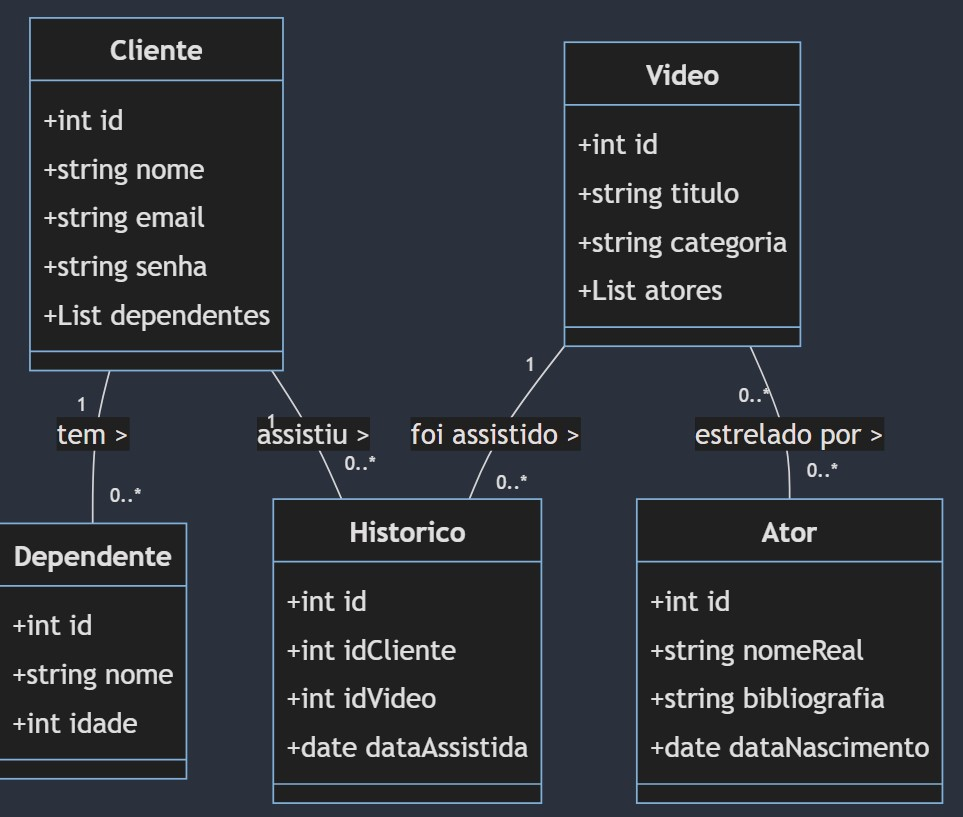 Cliente
+int id
+string nome
+string email
+string senha
+List dependentes
Video
+int id
+string titulo
+string categoria
+List atores
1
tem >
0..*
1
assistiu >
0..*
1
foi assistido >
0..*
0..*
estrelado por >
0..*
Dependente
+int id
+string nome
+int idade
Historico
+int id
+int idCliente
+int idVideo
+date dataAssistida
Ator
+int id
+string nomeReal
+string bibliografia
+date dataNascimento